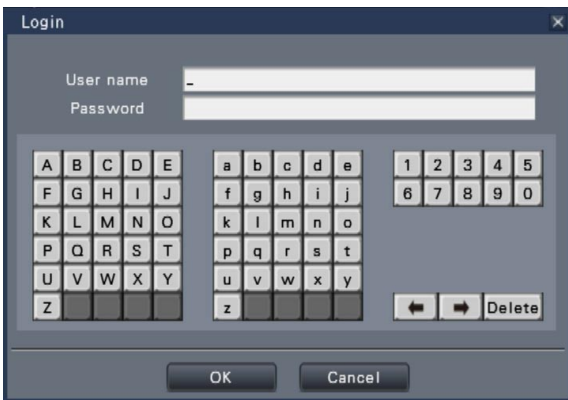 Login
User name _
Password
A B C D E a b c d e 1 2 3 4 5
F G H I J f g h i j 6 7 8 9 0
K L M N O k l m n o
P Q R S T p q r s t
U V W X Y u v w x y
Z z ← → Delete
OK Cancel